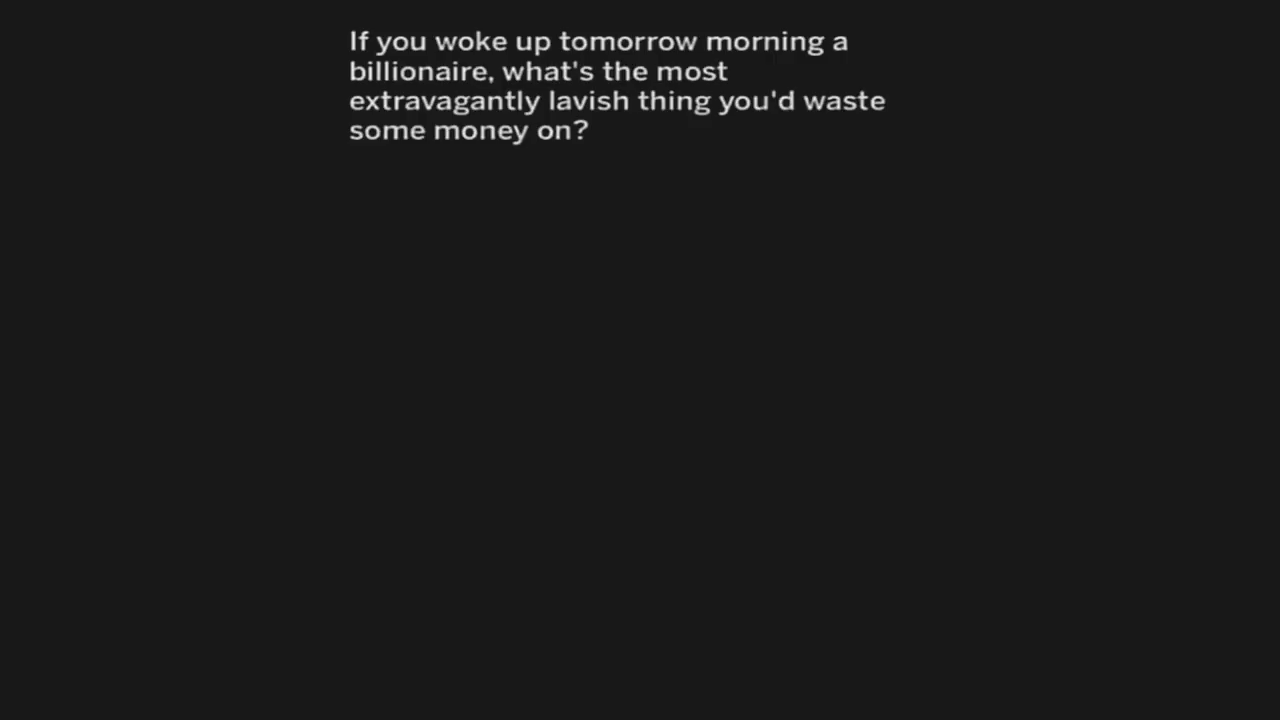 If you woke up tomorrow morning a
billionaire, what's the most
extravagantly lavish thing you'd waste
some money on?